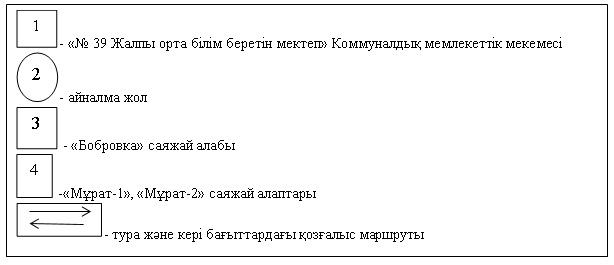 1 - «№ 39 Жалпы орта білім беретін мектеп» Коммуналдық мемлекеттік мекемесі
2 - айналма жол
3 - «Бобровка» саяжай алабы
4 -«Мұрат-1», «Мұрат-2» саяжай алаптары
- тура және кері бағыттардағы қозғалыс маршруты